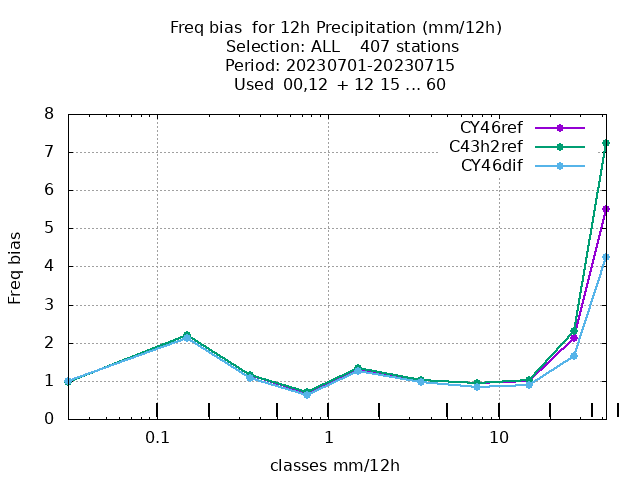 Freq bias  for 12h Precipitation (mm/12h)
Selection: ALL    407 stations
Period: 20230701-20230715
Used  00,12  + 12 15 ... 60
CY46ref
C43h2ref
CY46dif
Freq bias
8
7
6
5
4
3
2
1
0
0.1
1
10
classes mm/12h